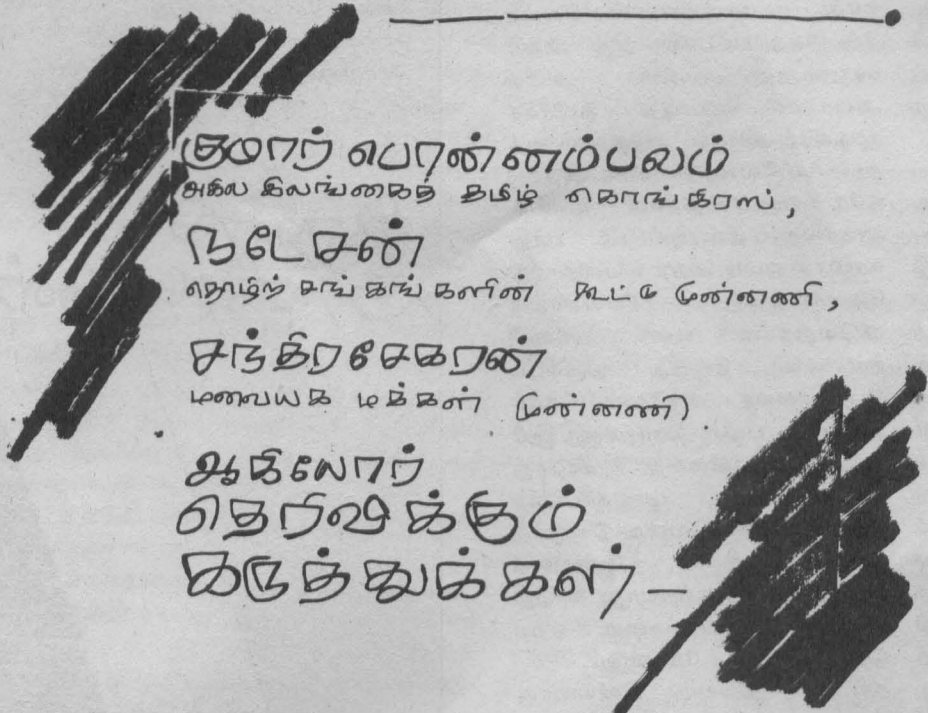 குமார் பொன்னம்பலம்
அகில இலங்கைத் தமிழ் கொங்கிரஸ்,
நடேசன்
தொழிற் சங்கங்களின் கூட்டு முன்னணி,
சந்திரசேகரன்
மலையக மக்கள் முன்னணி
ஆகியோர்
தெரிவிக்கும்
கருத்துக்கள் –